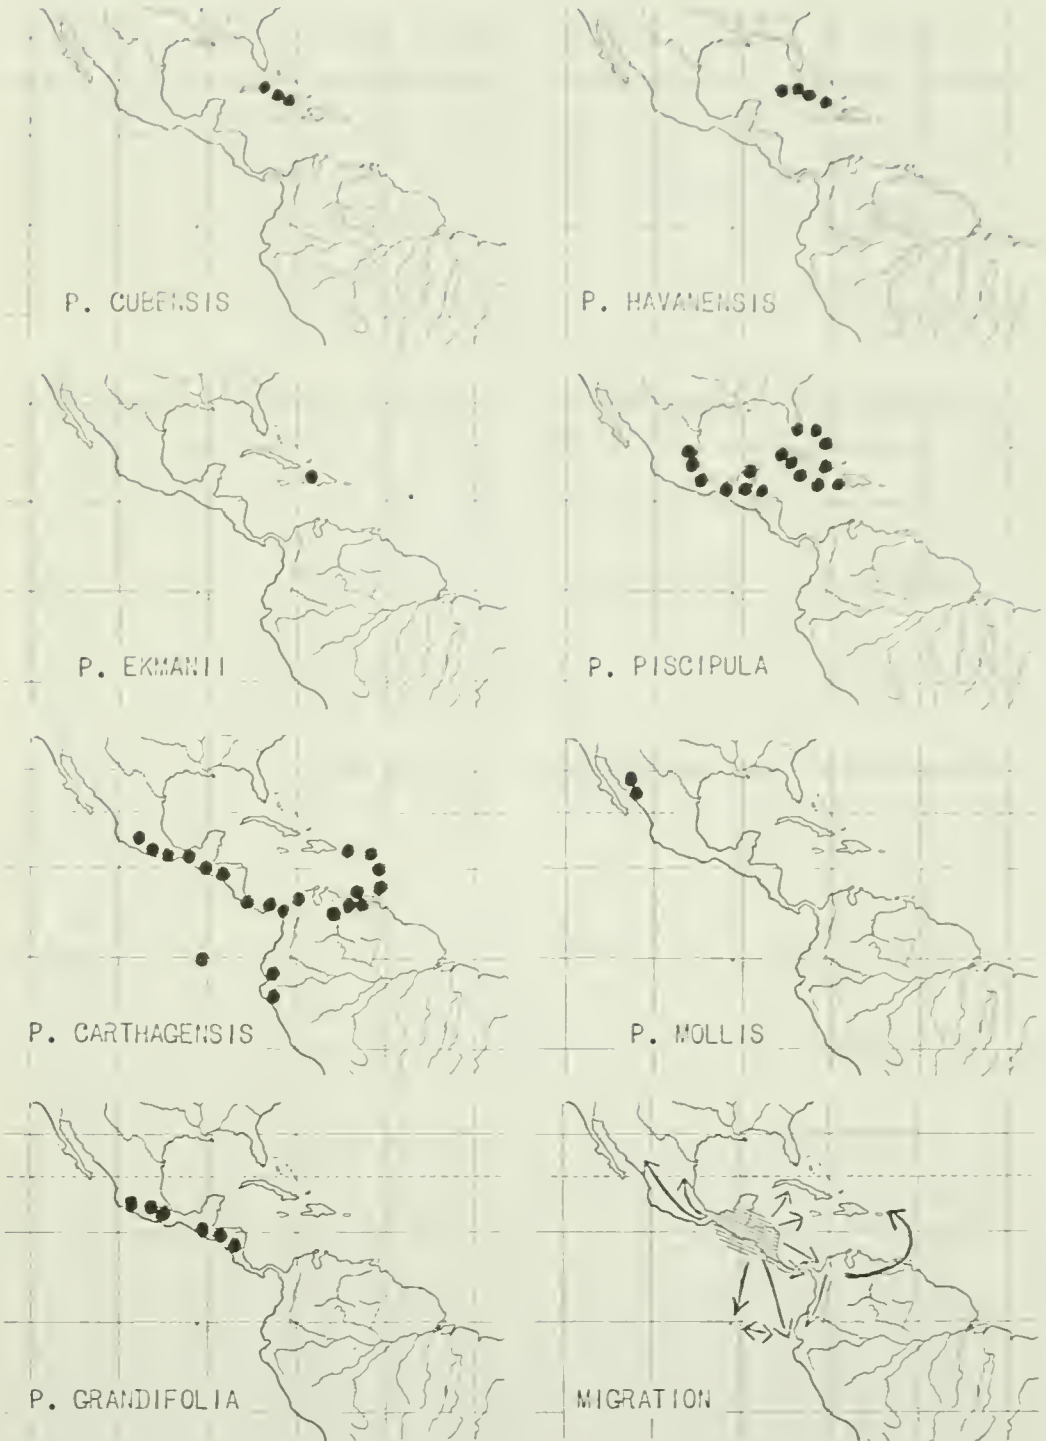 P. CUBENSIS
P. HAVANENSIS
P. EKMANII
P. PISCIPULA
P. CARTHAGENSIS
P. MOLLIS
P. GRANDIFOLIA
MIGRATION